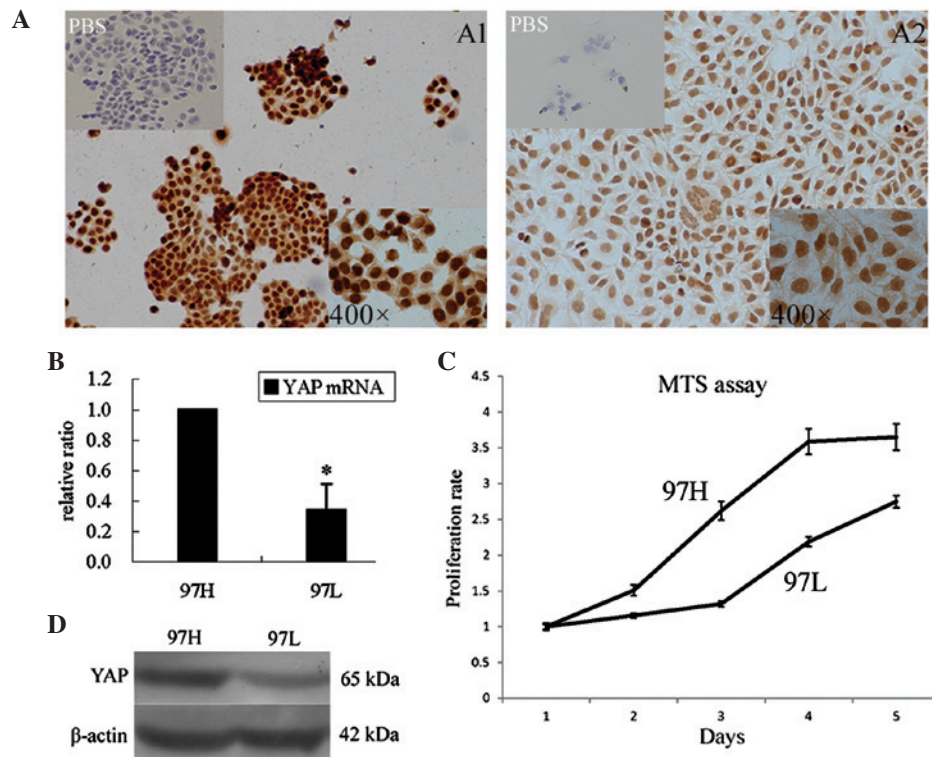 A
PBS
A1
400×
PBS
A2
400×
B
1.2
1.0
0.8
0.6
0.4
0.2
0.0
relative ratio
YAP mRNA
*
97H
97L
C
MTS assay
4.5
4
3.5
3
2.5
2
1.5
1
0.5
0
Proliferation rate
97H
97L
1 2 3 4 5
Days
D
97H 97L
YAP 65 kDa
β-actin 42 kDa